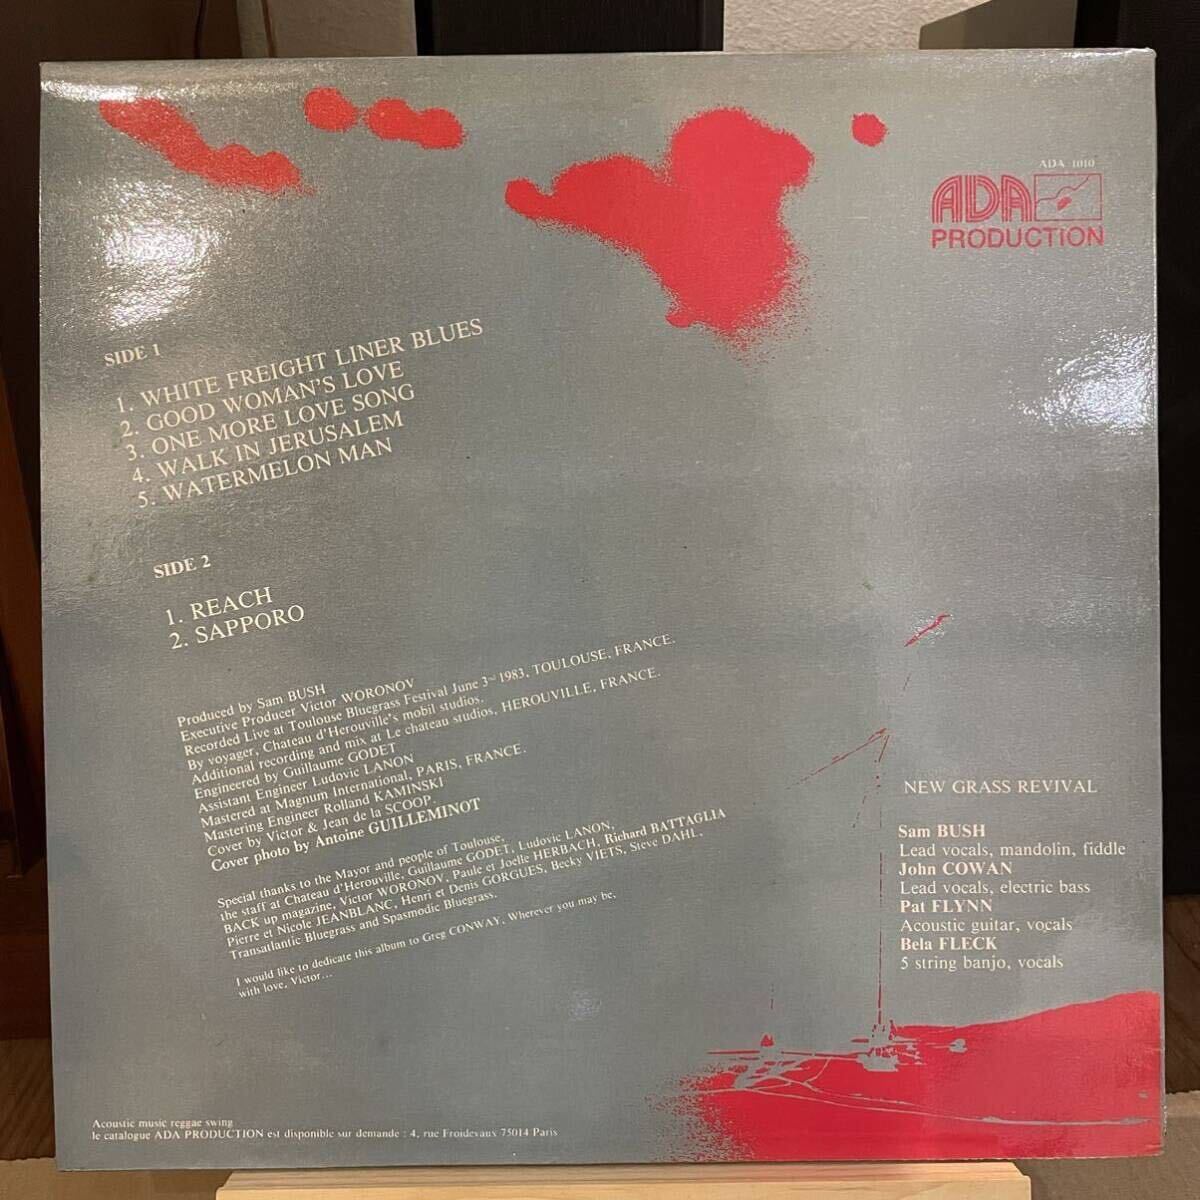 ADA 1010
ADA
PRODUCTION
SIDE 1
1. WHITE FREIGHT LINER BLUES
2. GOOD WOMAN'S LOVE
3. ONE MORE LOVE SONG
4. WALK IN JERUSALEM
5. WATERMELON MAN
SIDE 2
1. REACH
2. SAPPORO
Produced by Sam BUSH
Executive Producer Victor WORONOV
Recorded Live at Toulouse Bluegrass Festival June 3~ 1983, TOULOUSE, FRANCE.
By voyager, Chateau d'Herouville's mobil studios.
Additional recording and mix at Le chateau studios, HEROUVILLE, FRANCE.
Engineered by Guillaume GODET
Assistant Engineer Ludovic LANON
Mastered at Magnum International, PARIS, FRANCE.
Mastering Engineer Rolland KAMINSKI
Cover by Victor & Jean de la SCOOP.
Cover photo by Antoine GUILLEMINOT
Special thanks to the Mayor and people of Toulouse,
the staff at Chateau d'Herouville, Guillaume GODET, Ludovic LANON,
BACK up magazine, Victor WORONOV, Paule et Joelle HERBACH, Richard BATTAGLIA
Pierre et Nicole JEANBLANC, Henri et Denis GORGUES, Becky VIETS, Steve DAHL,
Transatlantic Bluegrass and Spasmodic Bluegrass.
I would like to dedicate this album to Greg CONWAY, Wherever you may be,
with love, Victor...
NEW GRASS REVIVAL
Sam BUSH
Lead vocals, mandolin, fiddle
John COWAN
Lead vocals, electric bass
Pat FLYNN
Acoustic guitar, vocals
Bela FLECK
5 string banjo, vocals
Acoustic music reggae swing
le catalogue ADA PRODUCTION est disponible sur demande : 4, rue Froidevaux 75014 Paris